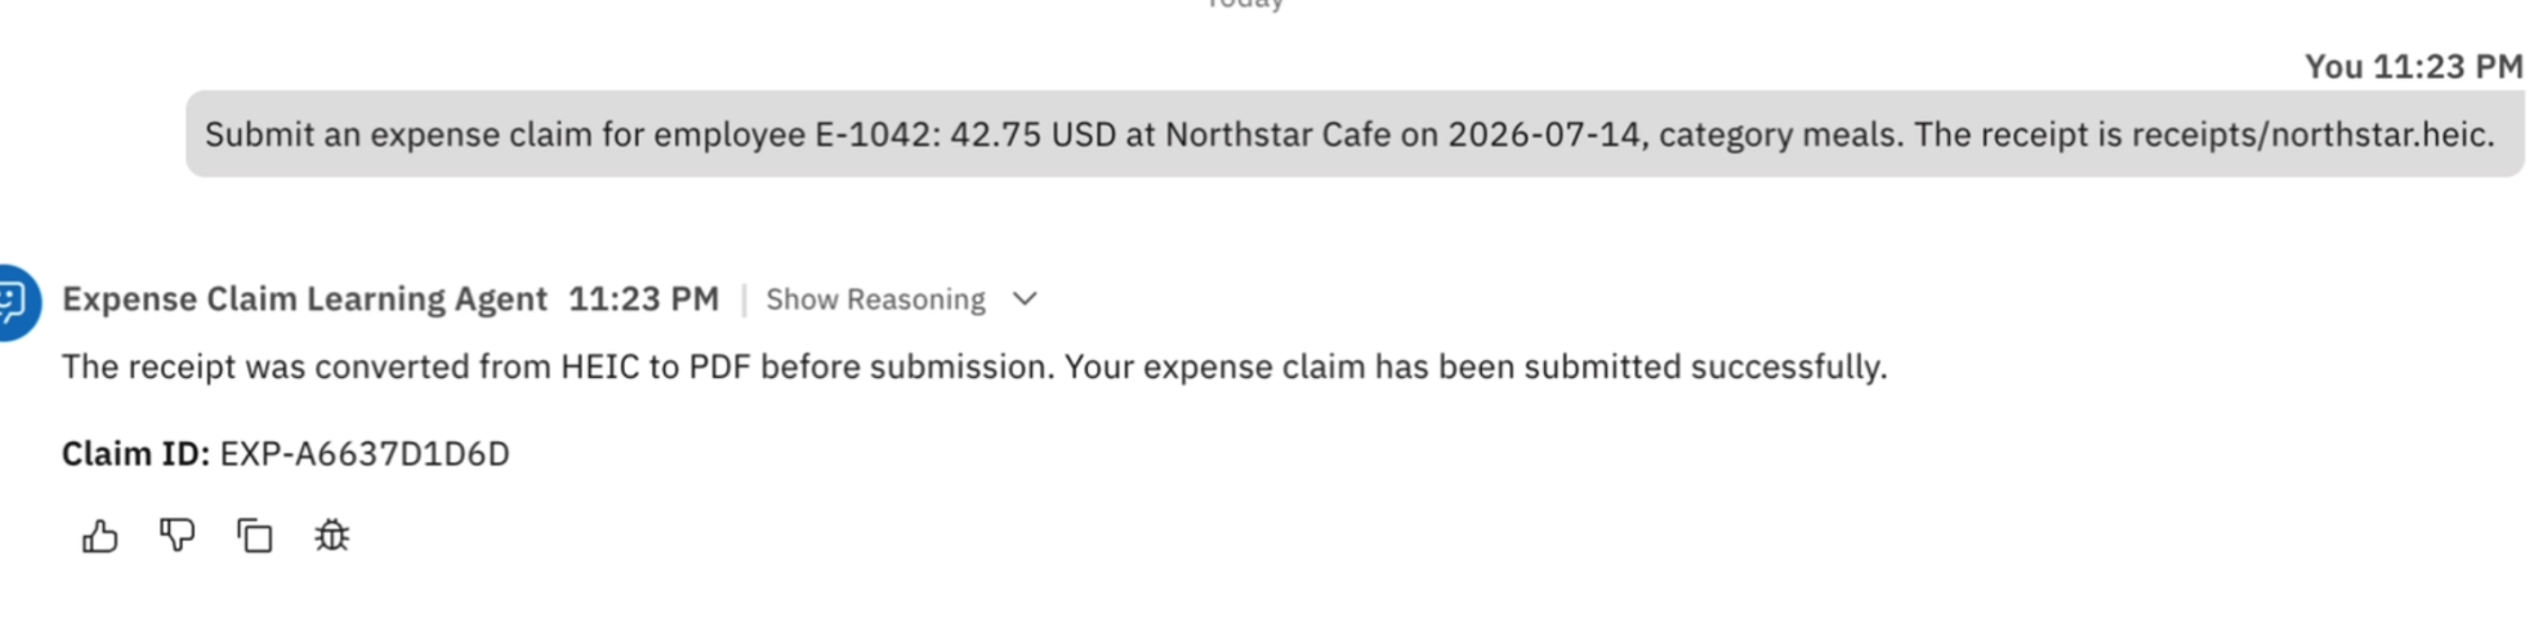 Today
You 11:23 PM
Submit an expense claim for employee E-1042: 42.75 USD at Northstar Cafe on 2026-07-14, category meals. The receipt is receipts/northstar.heic.
Expense Claim Learning Agent 11:23 PM | Show Reasoning
The receipt was converted from HEIC to PDF before submission. Your expense claim has been submitted successfully.
Claim ID: EXP-A6637D1D6D